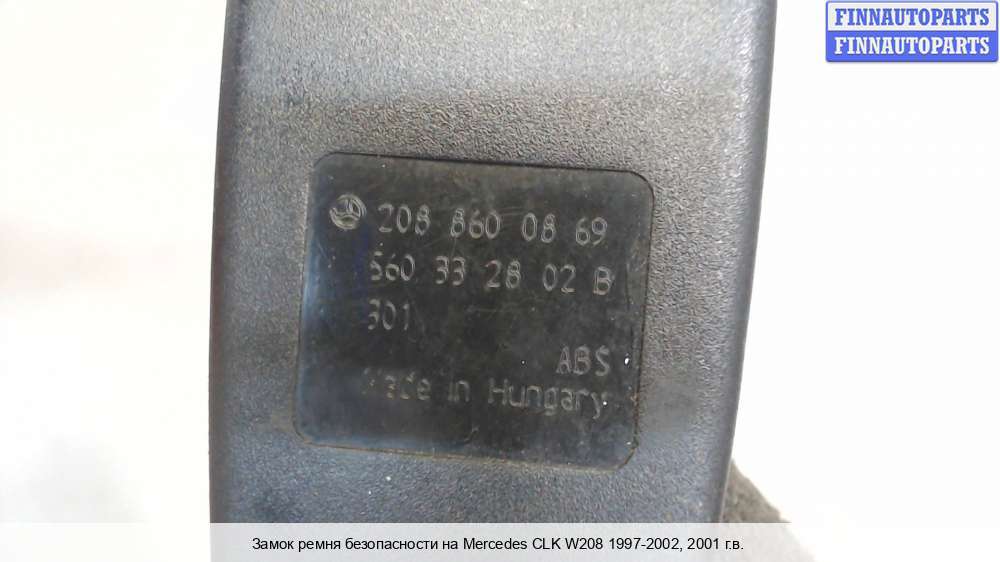 FINNAUTOPARTS
FINNAUTOPARTS
208 860 08 69
560 33 28 02 B
301
ABS
Made in Hungary
Замок ремня безопасности на Mercedes CLK W208 1997-2002, 2001 г.в.